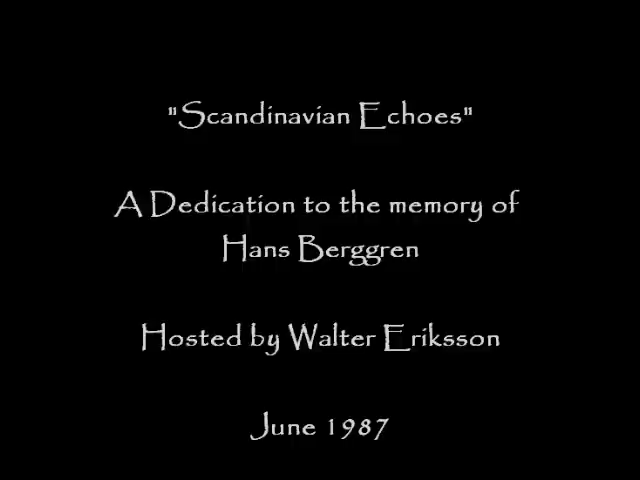 "Scandinavian Echoes"
A Dedication to the memory of
Hans Berggren
Hosted by Walter Eriksson
June 1987